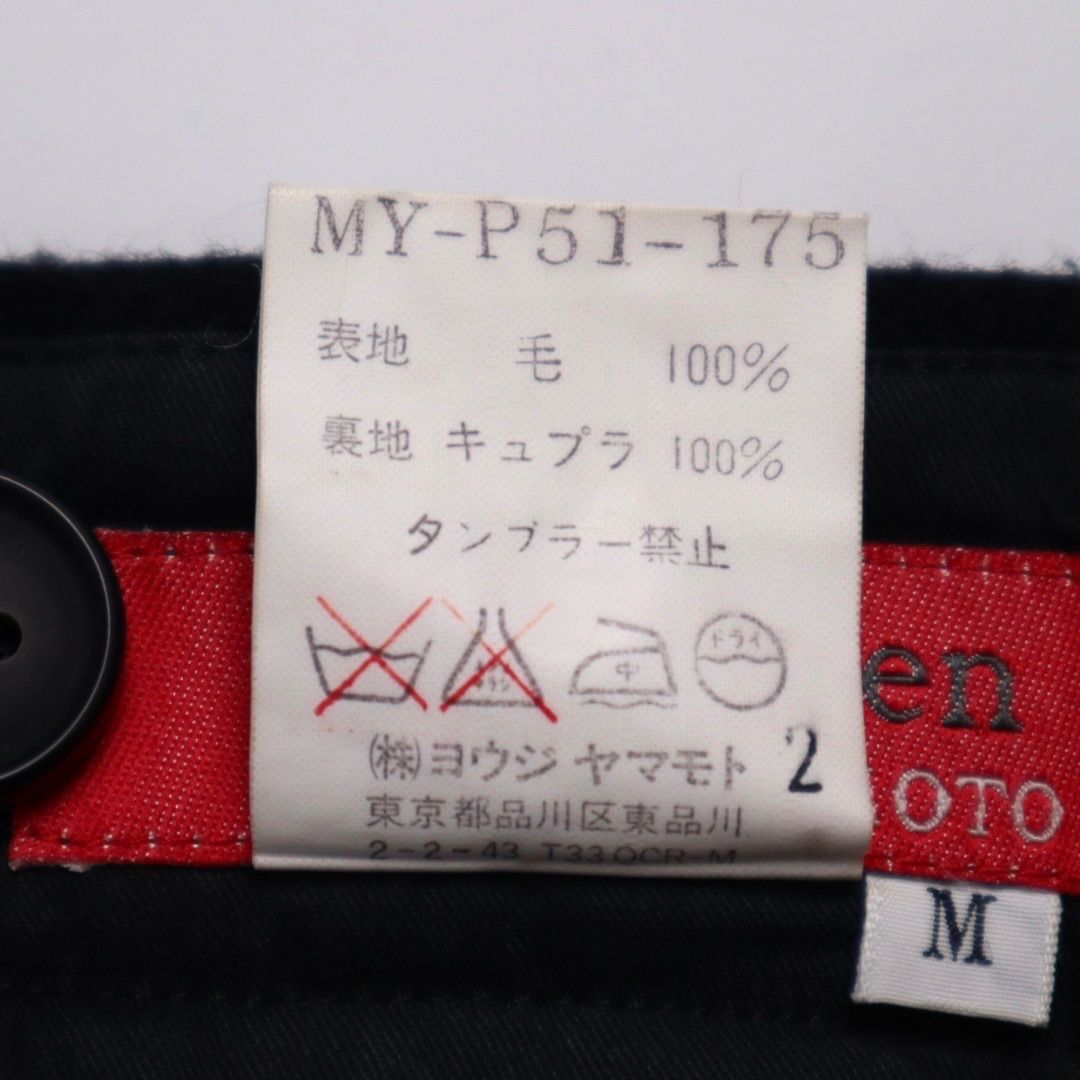 MY-P51-175
表地 毛 100%
裏地 キュプラ 100%
タンブラー禁止
中 ドライ
(株)ヨウジ ヤマモト 2
東京都品川区東品川
2-2-43 T33 OCR-M
en
OTO
M